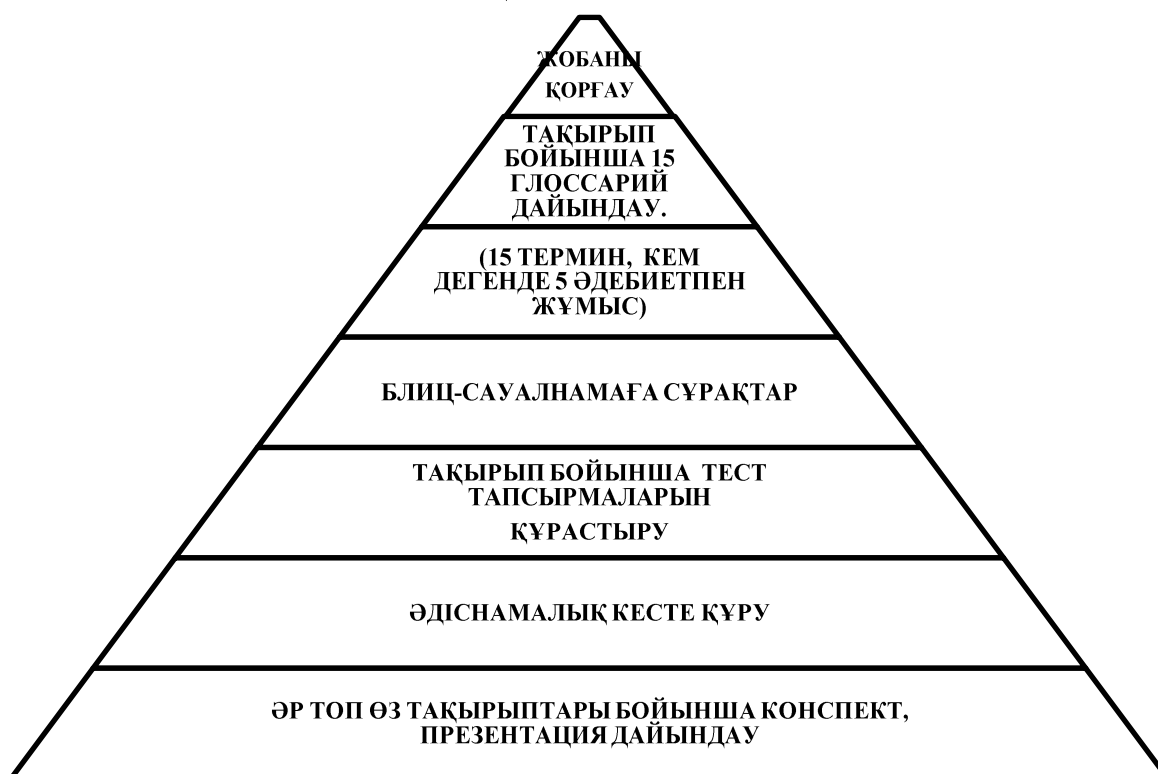 ЖОБАНЫ
ҚОРҒАУ
ТАҚЫРЫП
БОЙЫНША 15
ГЛОССАРИЙ
ДАЙЫНДАУ.
(15 ТЕРМИН, КЕМ
ДЕГЕНДЕ 5 ӘДЕБИЕТПЕН
ЖҰМЫС)
БЛИЦ-САУАЛНАМАҒА СҰРАҚТАР
ТАҚЫРЫП БОЙЫНША ТЕСТ
ТАПСЫРМАЛАРЫН
ҚҰРАСТЫРУ
ӘДІСНАМАЛЫҚ КЕСТЕ ҚҰРУ
ӘР ТОП ӨЗ ТАҚЫРЫПТАРЫ БОЙЫНША КОНСПЕКТ,
ПРЕЗЕНТАЦИЯ ДАЙЫНДАУ